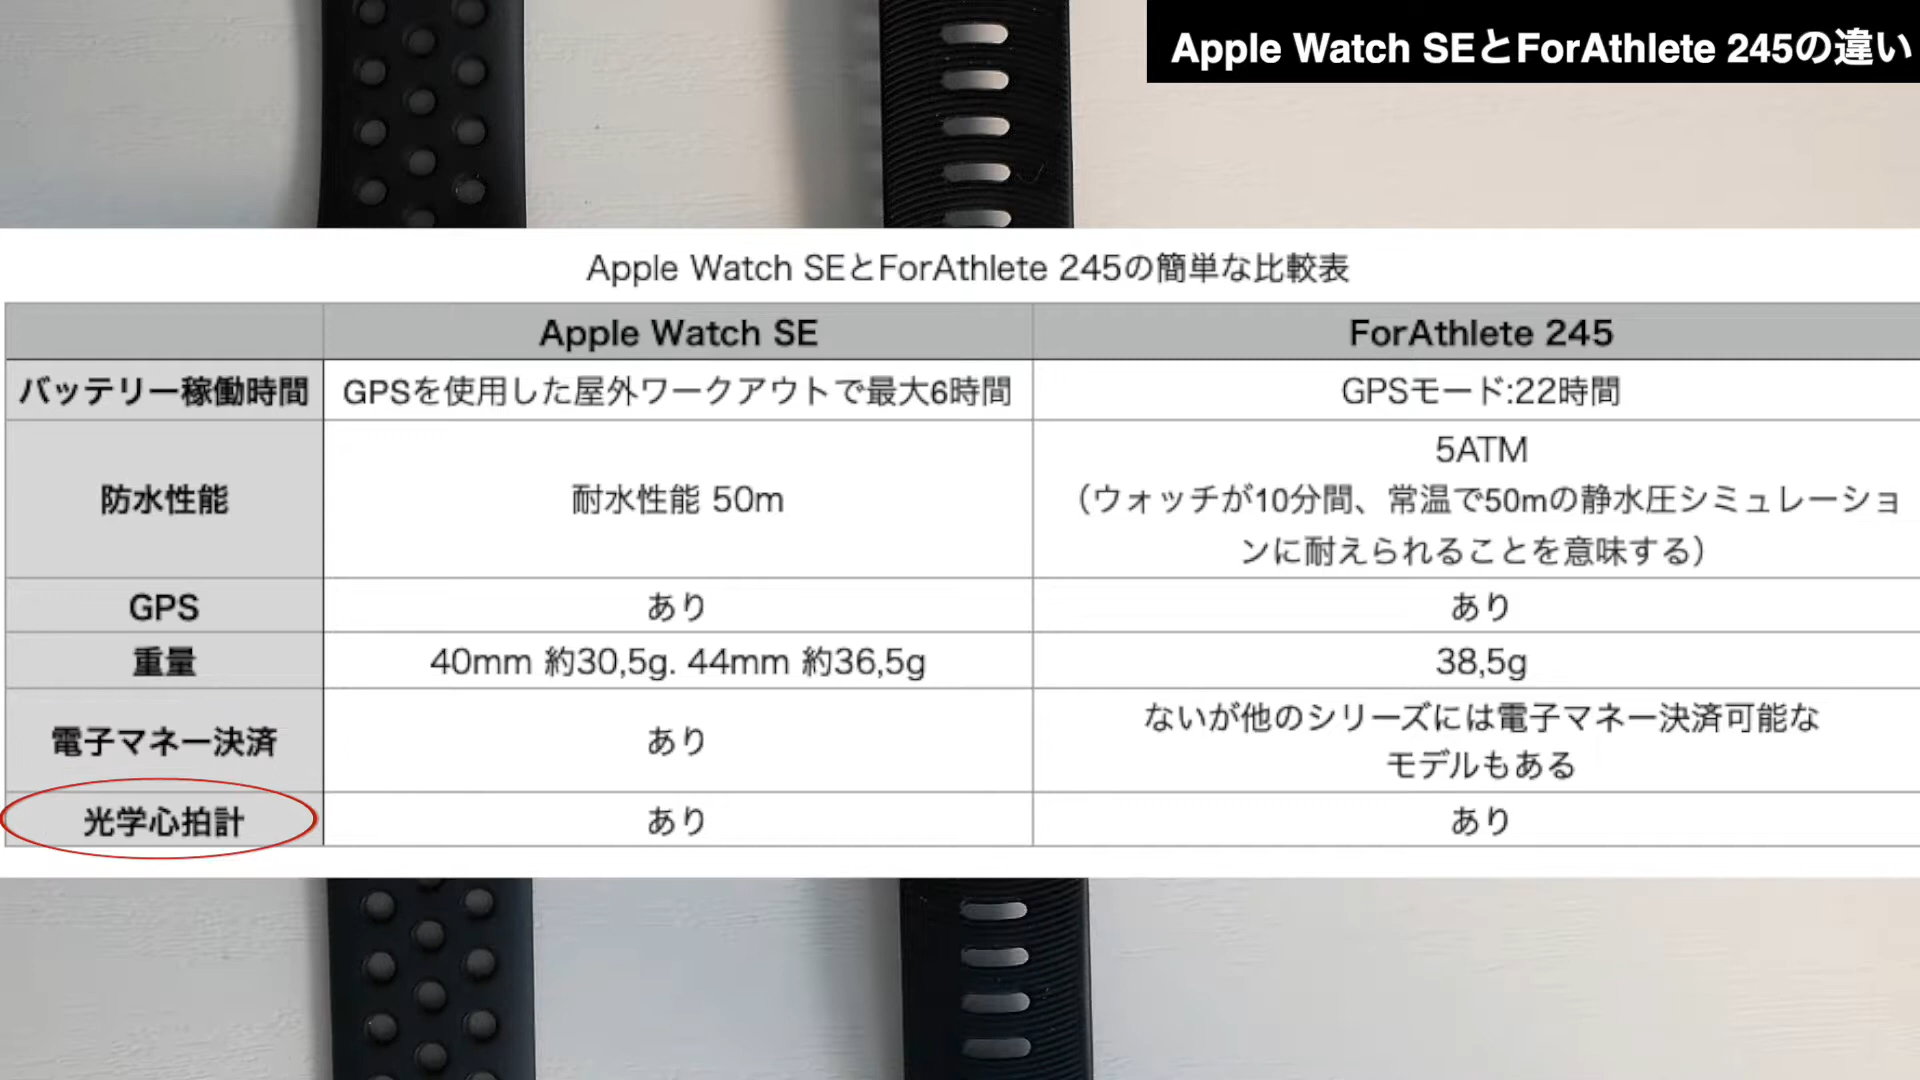 Apple Watch SEとForAthlete 245の違い
Apple Watch SEとForAthlete 245の簡単な比較表
Apple Watch SE ForAthlete 245
バッテリー稼働時間 GPSを使用した屋外ワークアウトで最大6時間 GPSモード:22時間
防水性能 耐水性能 50m 5ATM
（ウォッチが10分間、常温で50mの静水圧シミュレーショ
ンに耐えられることを意味する）
GPS あり あり
重量 40mm 約30,5g. 44mm 約36,5g 38,5g
電子マネー決済 あり ないが他のシリーズには電子マネー決済可能な
モデルもある
光学心拍計 あり あり